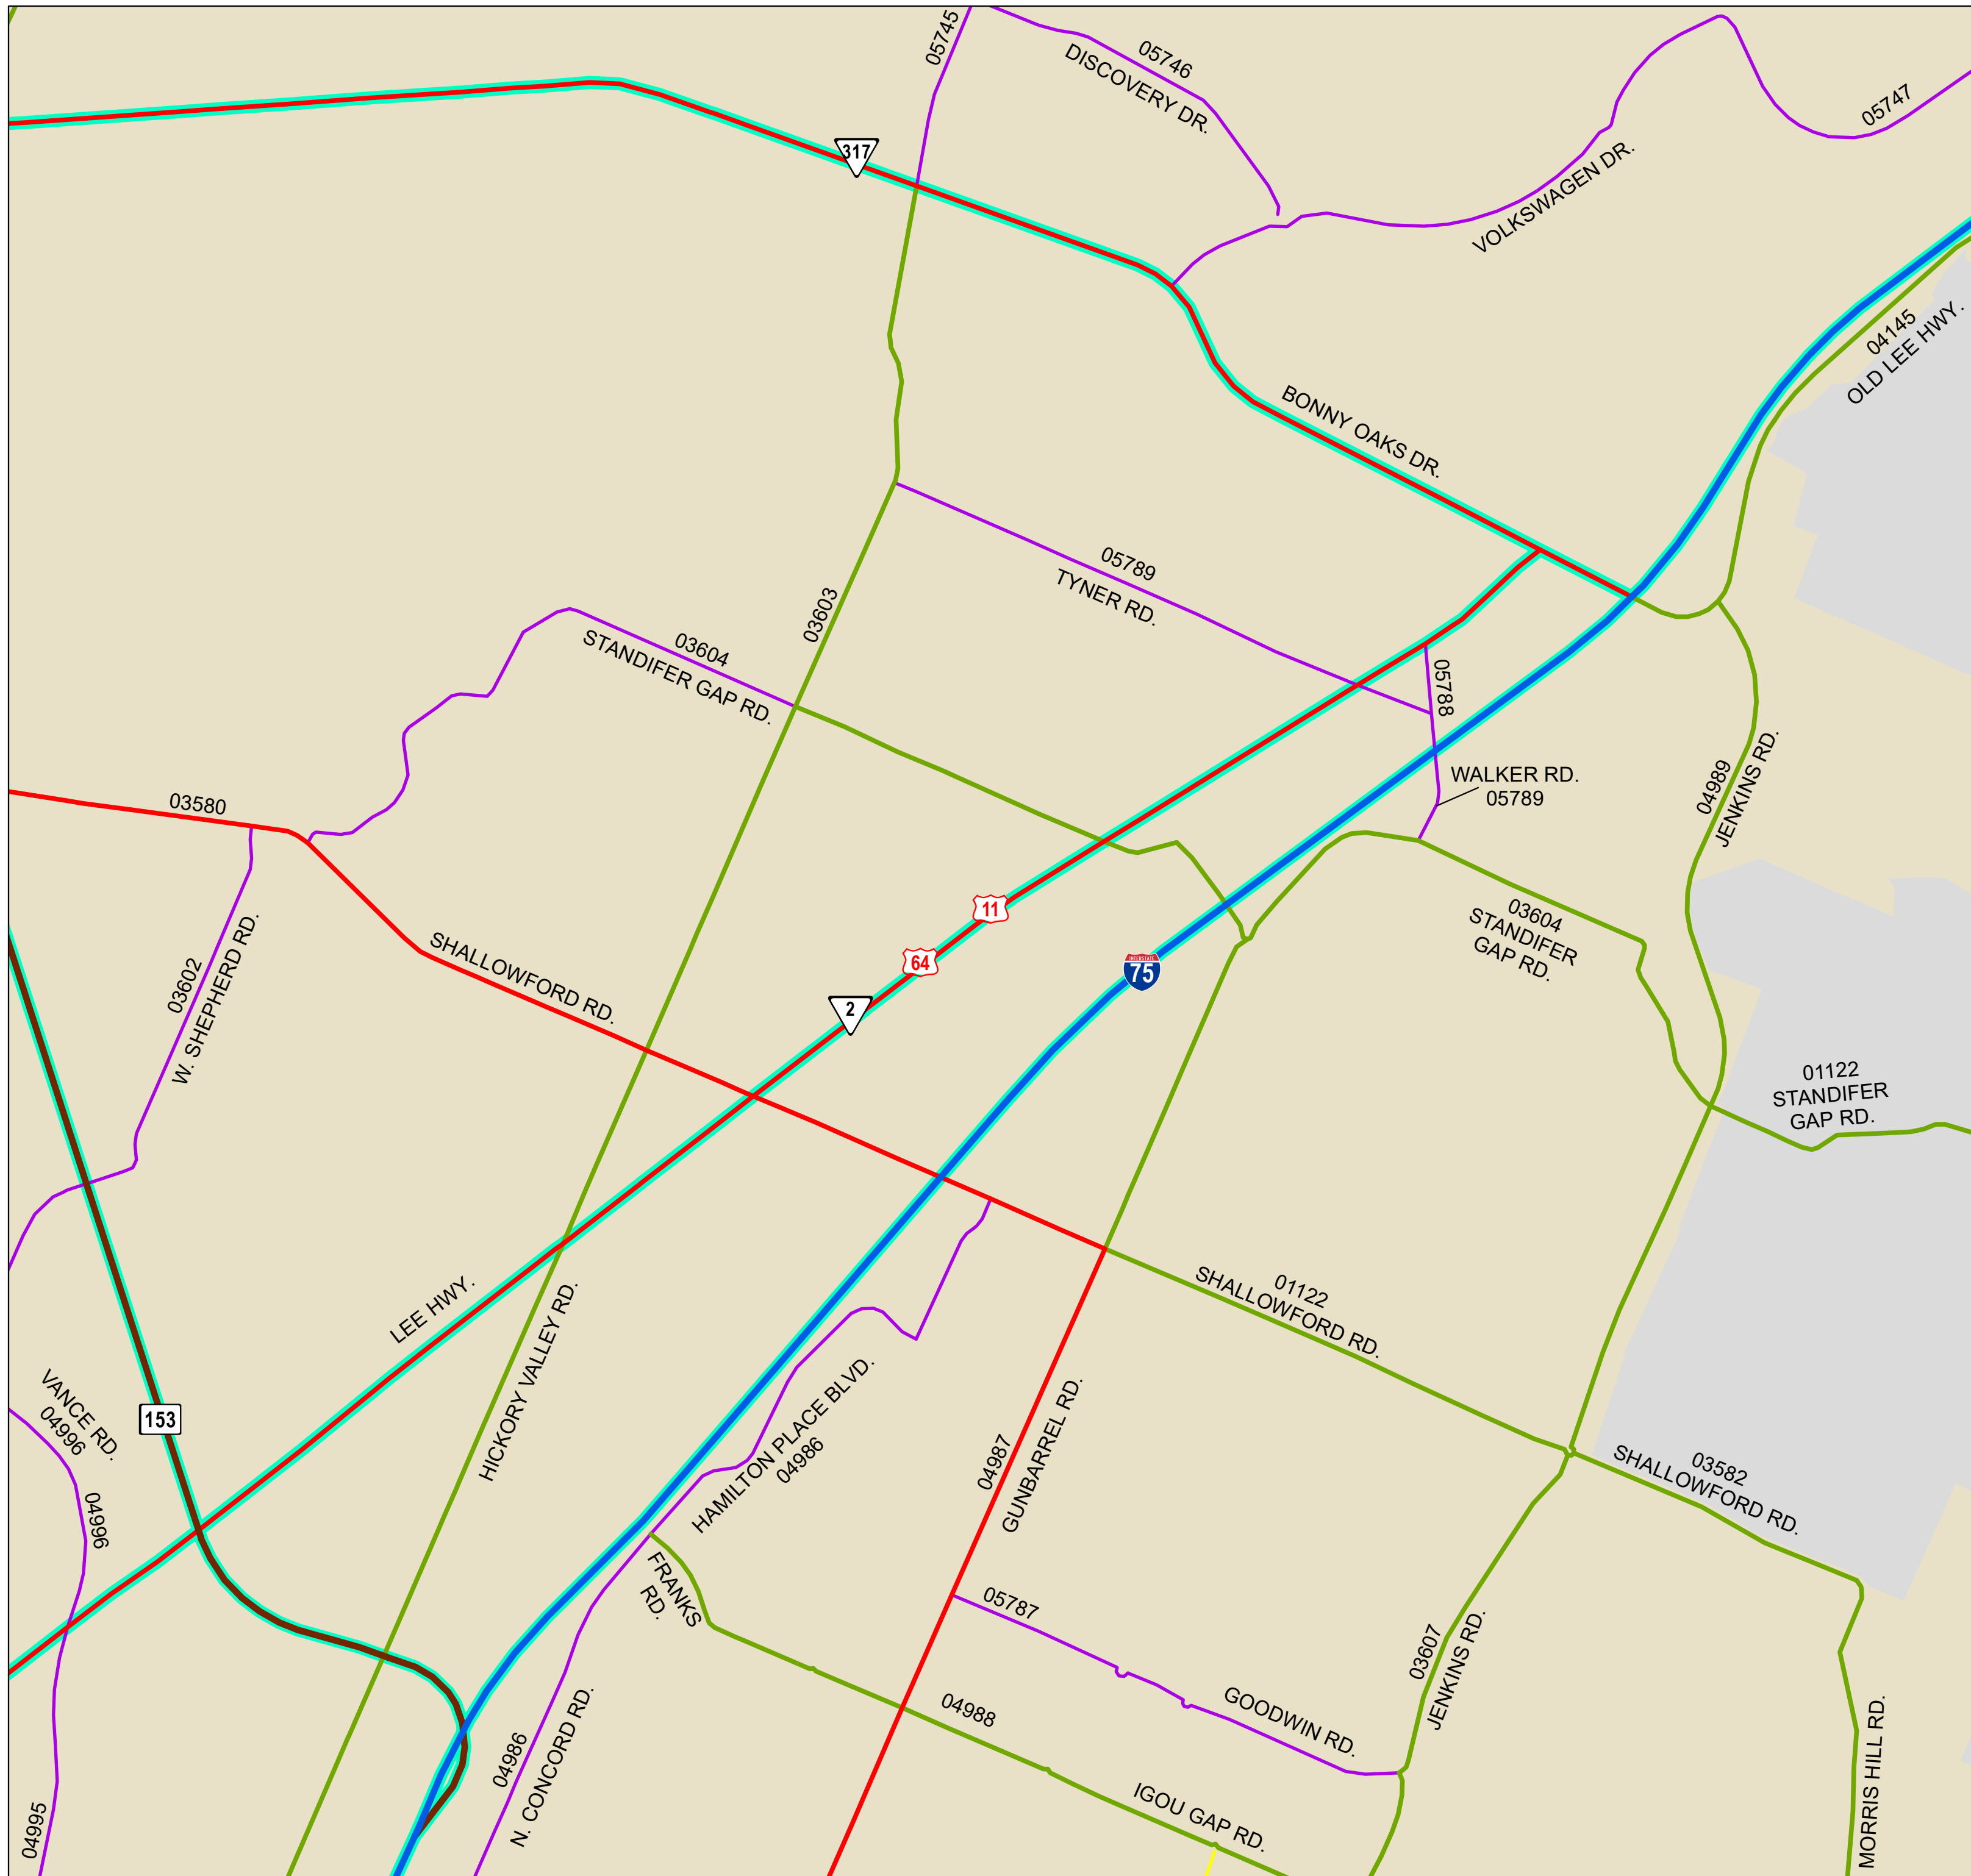 05745
05746
DISCOVERY DR.
05747
VOLKSWAGEN DR.
317
04145
OLD LEE HWY.
BONNY OAKS DR.
05789
TYNER RD.
03603
03604
STANDIFER GAP RD.
05788
WALKER RD.
05789
04989
JENKINS RD.
03580
SHALLOWFORD RD.
03602
W. SHEPHERD RD.
11
64
2
INTERSTATE
75
03604
STANDIFER
GAP RD.
01122
STANDIFER
GAP RD.
LEE HWY.
HICKORY VALLEY RD.
01122
SHALLOWFORD RD.
VANCE RD.
04996
153
04996
HAMILTON PLACE BLVD.
04986
04987
GUNBARREL RD.
03582
SHALLOWFORD RD.
FRANKS
RD.
05787
GOODWIN RD.
03607
JENKINS RD.
04988
IGOU GAP RD.
04986
N. CONCORD RD.
04995
MORRIS HILL RD.